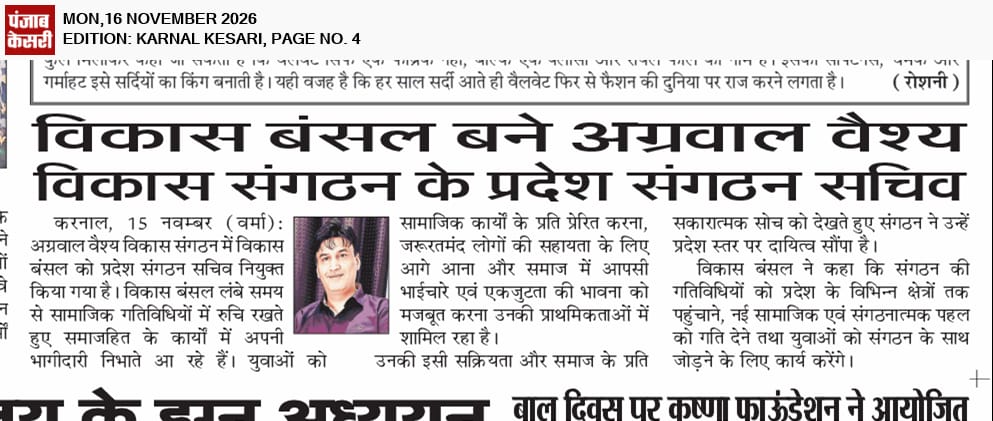 पंजाब
केसरी
MON,16 NOVEMBER 2026
EDITION: KARNAL KESARI, PAGE NO. 4
गर्माहट इसे सर्दियों का किंग बनाती है। यही वजह है कि हर साल सर्दी आते ही वैलवेट फिर से फैशन की दुनिया पर राज करने लगता है। (रोशनी)
विकास बंसल बने अग्रवाल वैश्य
विकास संगठन के प्रदेश संगठन सचिव
करनाल, 15 नवम्बर (वर्मा):
अग्रवाल वैश्य विकास संगठन में विकास
बंसल को प्रदेश संगठन सचिव नियुक्त
किया गया है। विकास बंसल लंबे समय
से सामाजिक गतिविधियों में रुचि रखते
हुए समाजहित के कार्यों में अपनी
भागीदारी निभाते आ रहे हैं। युवाओं को
सामाजिक कार्यों के प्रति प्रेरित करना,
जरूरतमंद लोगों की सहायता के लिए
आगे आना और समाज में आपसी
भाईचारे एवं एकजुटता की भावना को
मजबूत करना उनकी प्राथमिकताओं में
शामिल रहा है।
उनकी इसी सक्रियता और समाज के प्रति
सकारात्मक सोच को देखते हुए संगठन ने उन्हें
प्रदेश स्तर पर दायित्व सौंपा है।
विकास बंसल ने कहा कि संगठन की
गतिविधियों को प्रदेश के विभिन्न क्षेत्रों तक
पहुंचाने, नई सामाजिक एवं संगठनात्मक पहल
को गति देने तथा युवाओं को संगठन के साथ
जोड़ने के लिए कार्य करेंगे।
बाल दिवस पर कृष्णा फाऊंडेशन ने आयोजित